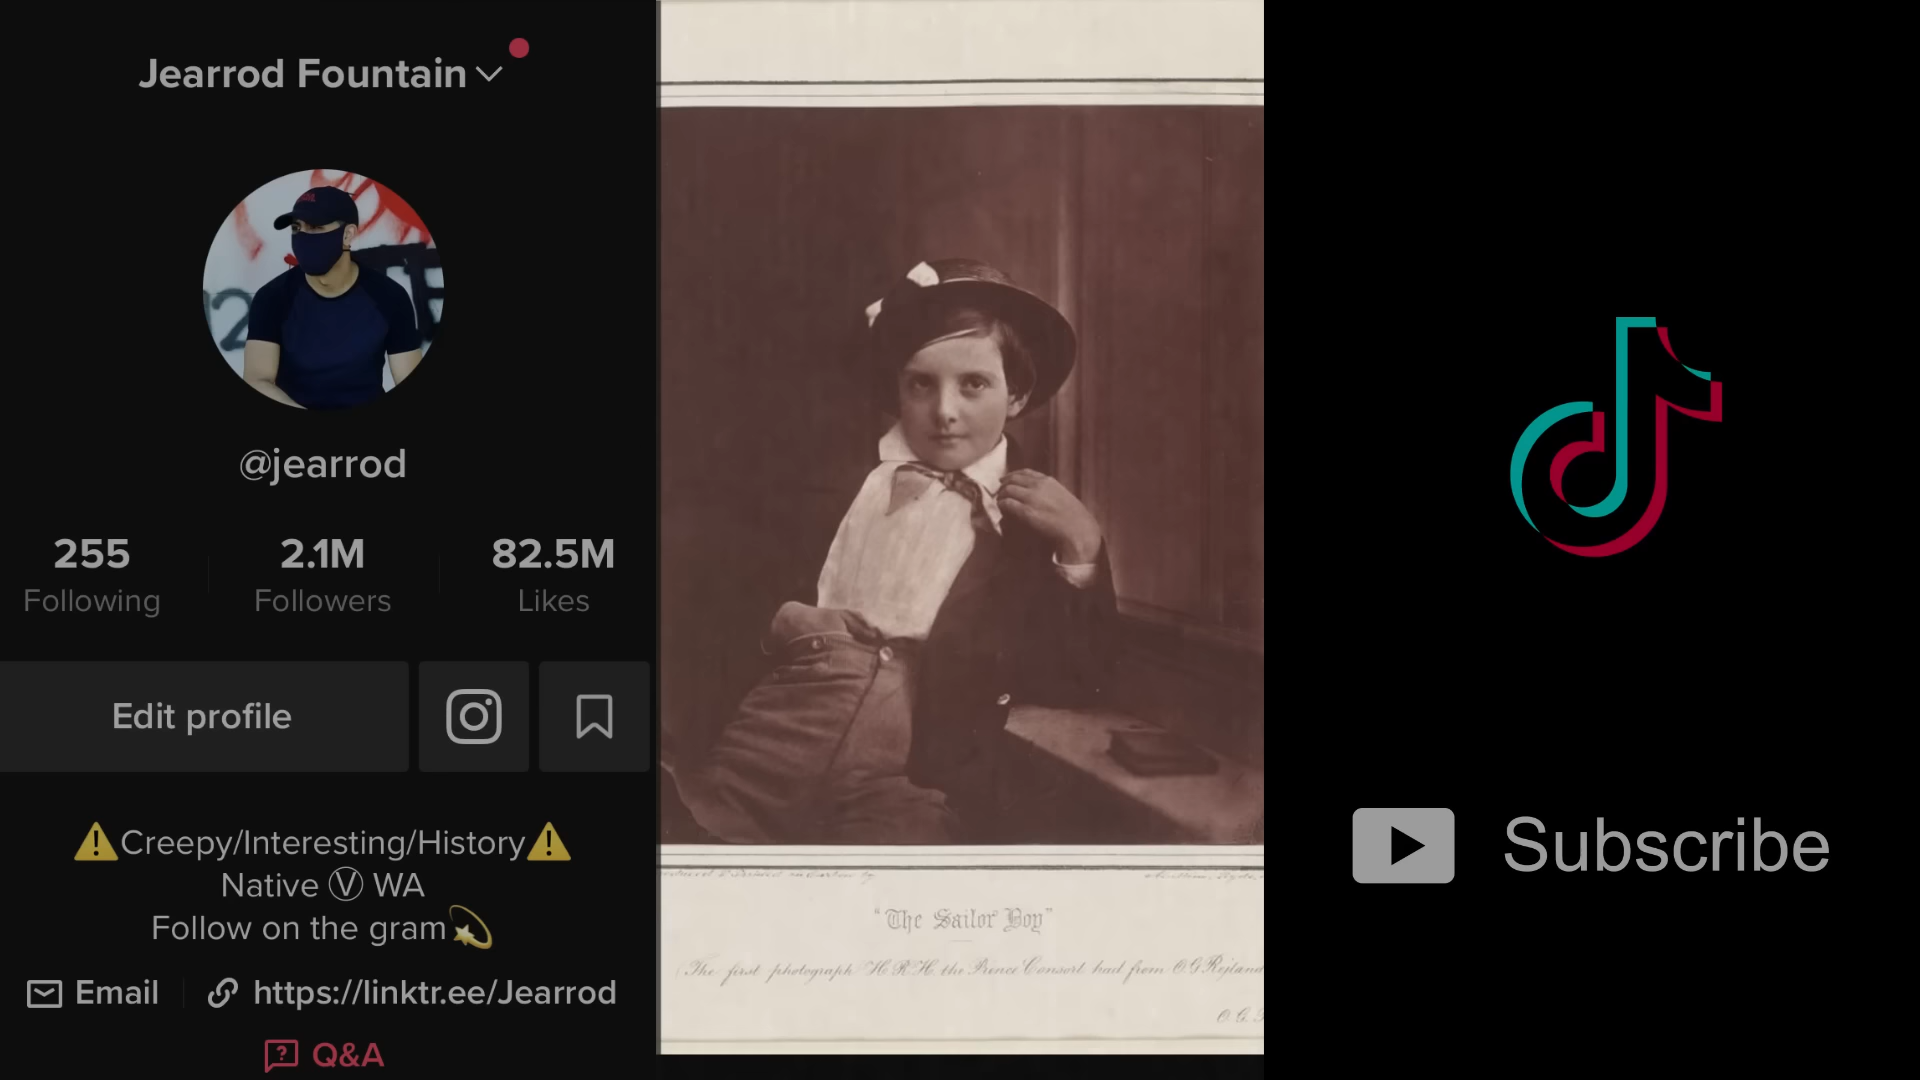 Jearrod Fountain
@jearrod
255
Following
2.1M
Followers
82.5M
Likes
Edit profile
⚠️Creepy/Interesting/History⚠️
Native Ⓥ WA
Follow on the gram💫
Email
https://linktr.ee/Jearrod
Q&A
"The Sailor Boy"
(The first photograph H.R.H. the Prince Consort had from O.G Rejland
O.G.
Subscribe